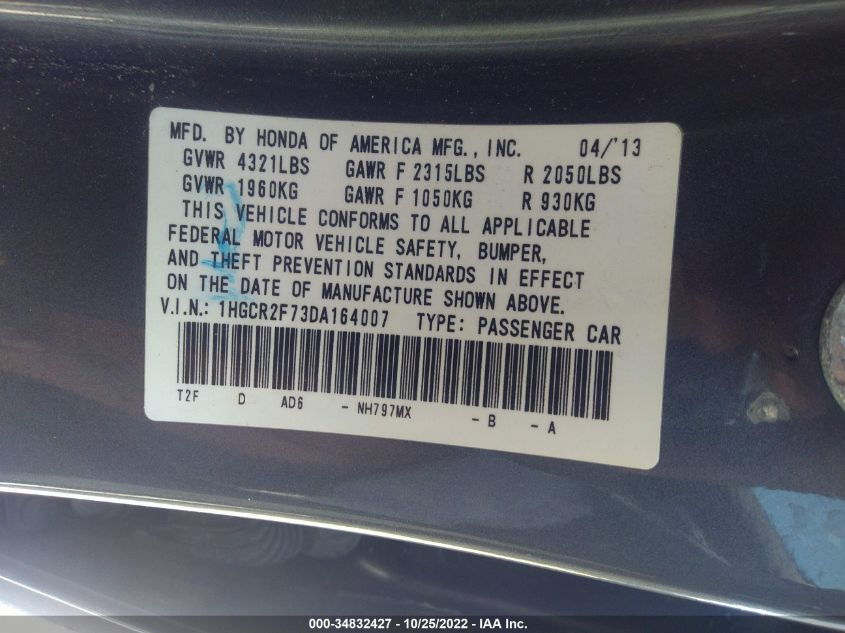 MFD. BY HONDA OF AMERICA MFG., INC. 04/'13
GVWR 4321LBS GAWR F 2315LBS R 2050LBS
GVWR 1960KG GAWR F 1050KG R 930KG
THIS VEHICLE CONFORMS TO ALL APPLICABLE
FEDERAL MOTOR VEHICLE SAFETY, BUMPER,
AND THEFT PREVENTION STANDARDS IN EFFECT
ON THE DATE OF MANUFACTURE SHOWN ABOVE.
V.I.N.: 1HGCR2F73DA164007 TYPE: PASSENGER CAR
T2F D AD6 - NH797MX - B - A
000-34832427 - 10/25/2022 - IAA Inc.